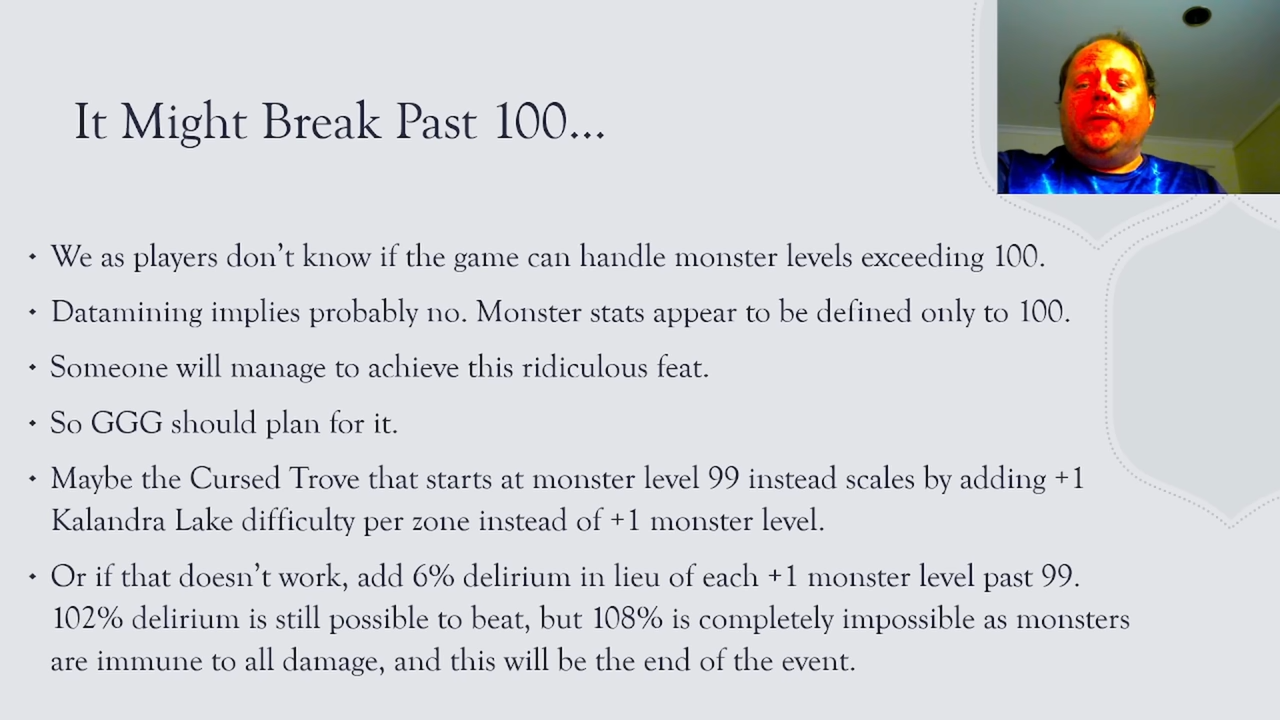 It Might Break Past 100...
• We as players don't know if the game can handle monster levels exceeding 100.
• Datamining implies probably no. Monster stats appear to be defined only to 100.
• Someone will manage to achieve this ridiculous feat.
• So GGG should plan for it.
• Maybe the Cursed Trove that starts at monster level 99 instead scales by adding +1
Kalandra Lake difficulty per zone instead of +1 monster level.
• Or if that doesn't work, add 6% delirium in lieu of each +1 monster level past 99.
102% delirium is still possible to beat, but 108% is completely impossible as monsters
are immune to all damage, and this will be the end of the event.